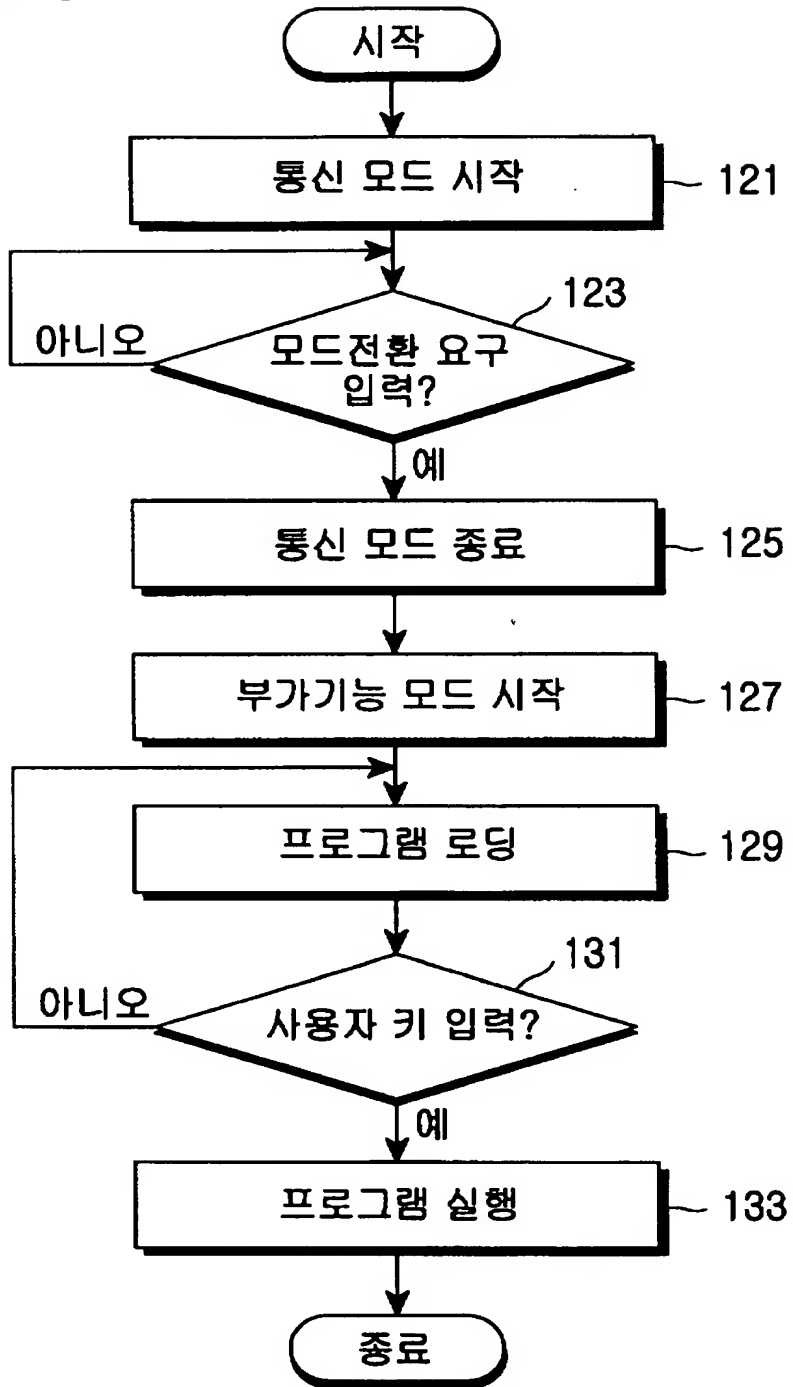 시작
통신 모드 시작
121
123
아니오
모드전환 요구
입력?
예
통신 모드 종료
125
부가기능 모드 시작
127
프로그램 로딩
129
131
아니오
사용자 키 입력?
예
프로그램 실행
133
종료